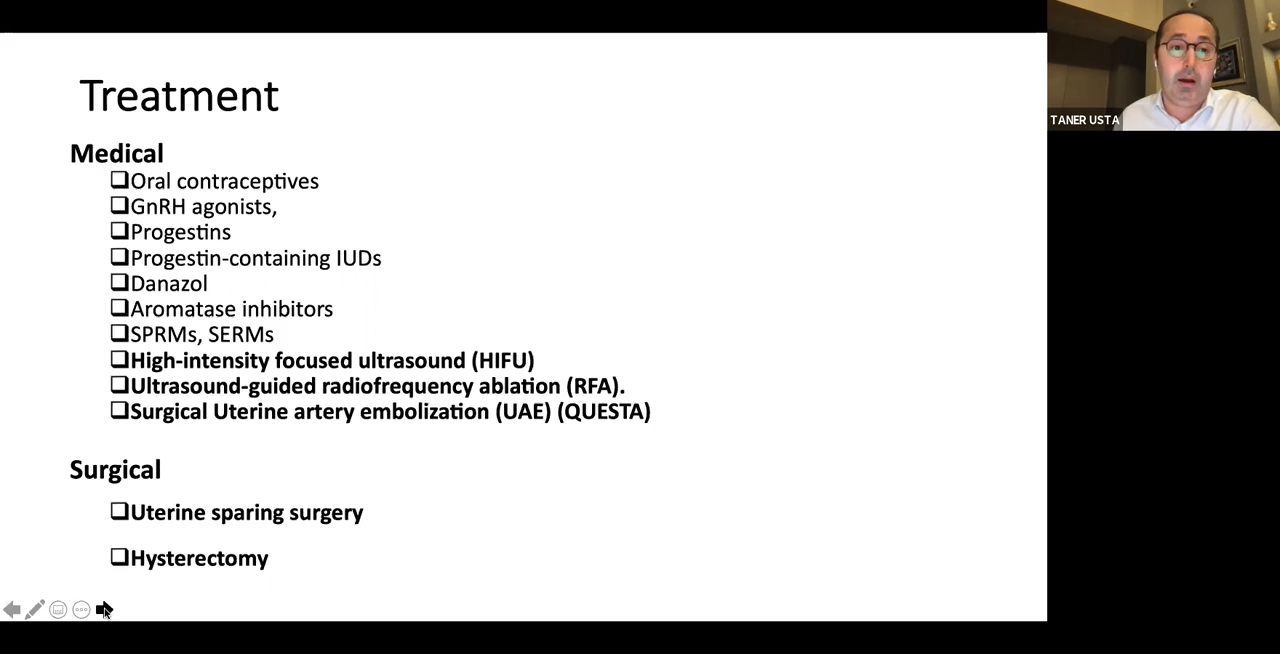 Treatment
Medical
Oral contraceptives
GnRH agonists,
Progestins
Progestin-containing IUDs
Danazol
Aromatase inhibitors
SPRMs, SERMs
High-intensity focused ultrasound (HIFU)
Ultrasound-guided radiofrequency ablation (RFA).
Surgical Uterine artery embolization (UAE) (QUESTA)
Surgical
Uterine sparing surgery
Hysterectomy
TANER USTA